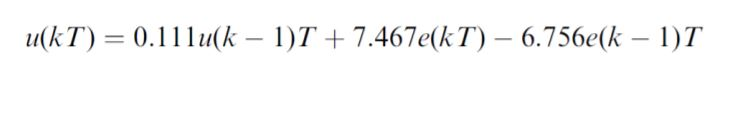 u(kT) = 0.111u(k − 1)T + 7.467e(kT) − 6.756e(k − 1)T